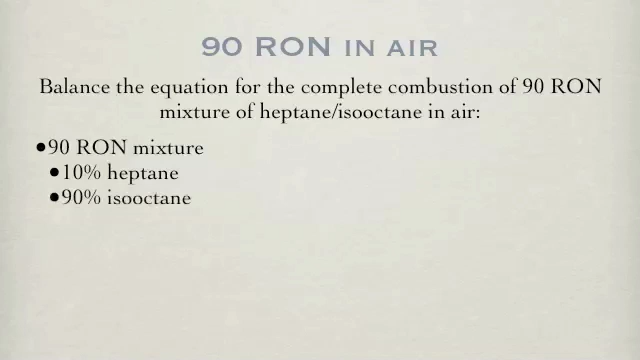 90 RON IN AIR
Balance the equation for the complete combustion of 90 RON
mixture of heptane/isooctane in air:
•90 RON mixture
•10% heptane
•90% isooctane